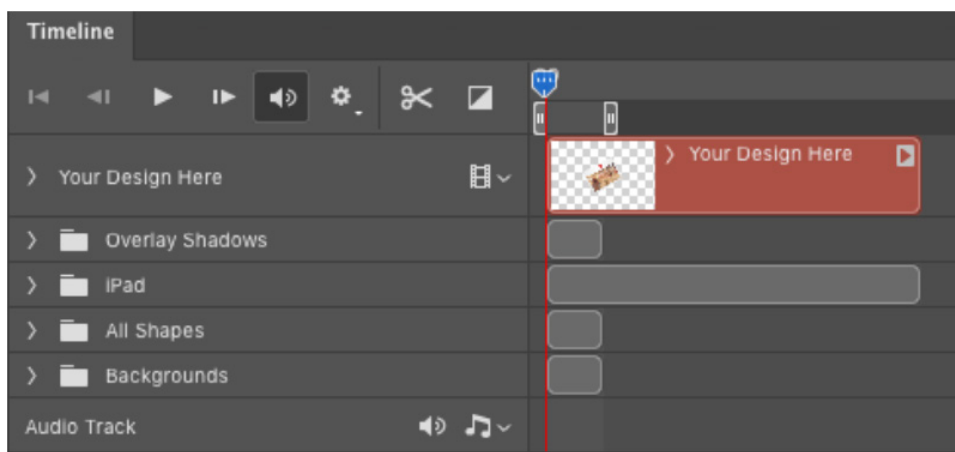 Timeline
Your Design Here
Your Design Here
Overlay Shadows
iPad
All Shapes
Backgrounds
Audio Track